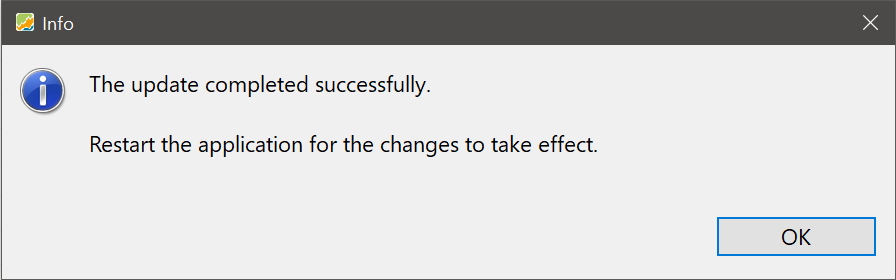 Info
The update completed successfully.
Restart the application for the changes to take effect.
OK